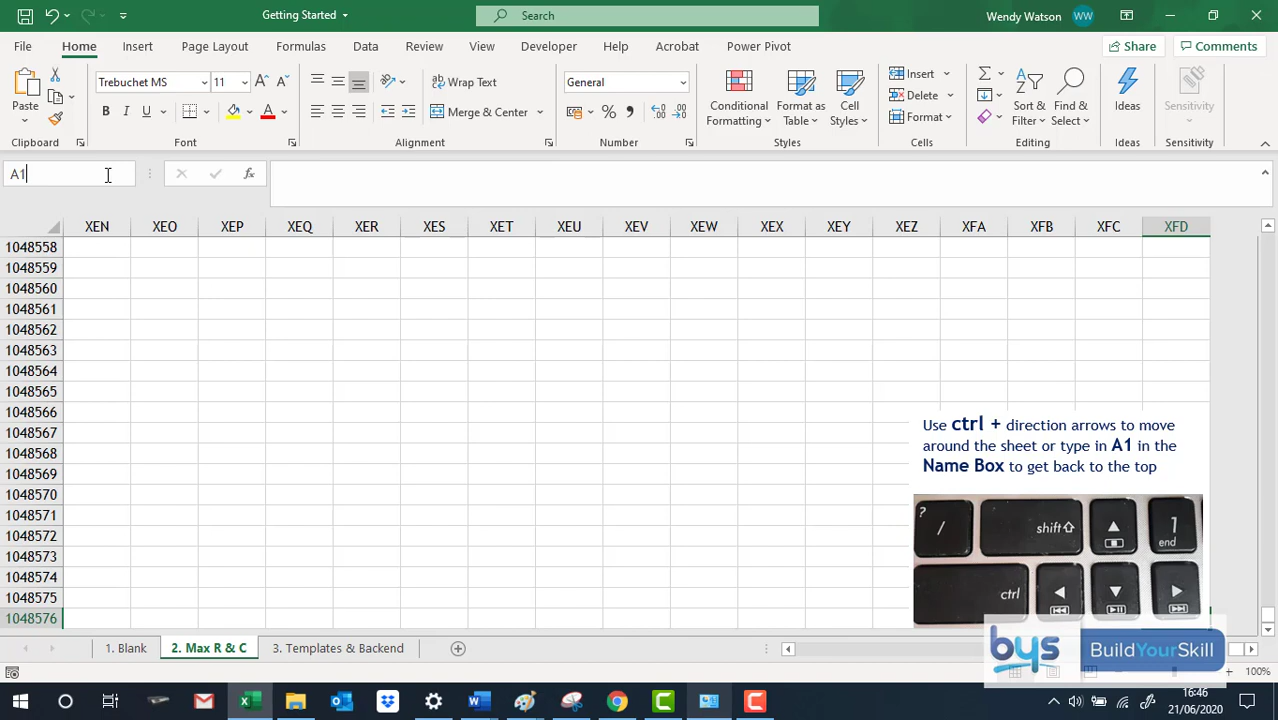 Getting Started
Search
Wendy Watson WW
File Home Insert Page Layout Formulas Data Review View Developer Help Acrobat Power Pivot Share Comments
Paste
Trebuchet MS 11
B I U
Wrap Text
Merge & Center
General
Conditional Formatting
Format as Table
Cell Styles
Insert
Delete
Format
Sort & Filter
Find & Select
Ideas
Sensitivity
Clipboard Font Alignment Number Styles Cells Editing Ideas Sensitivity
A1 fx
XEN XEO XEP XEQ XER XES XET XEU XEV XEW XEX XEY XEZ XFA XFB XFC XFD
1048558
1048559
1048560
1048561
1048562
1048563
1048564
1048565
1048566
1048567
1048568
1048569
1048570
1048571
1048572
1048573
1048574
1048575
1048576
Use ctrl + direction arrows to move
around the sheet or type in A1 in the
Name Box to get back to the top
? / shift 1 end
ctrl
bys BuildYourSkill
1. Blank 2. Max R & C 3. Templates & Backend
100%
16:46
21/06/2020